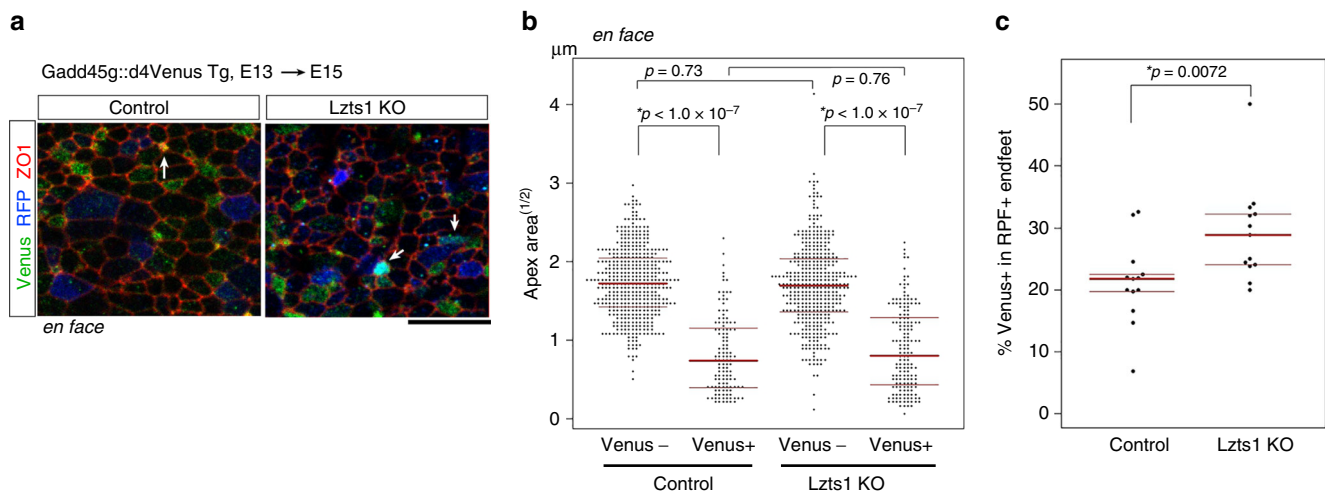 a
Gadd45g::d4Venus Tg, E13 → E15
Control
Lzts1 KO
Venus RFP ZO1
en face
b
en face
μm
p = 0.73
p = 0.76
*p < 1.0 × 10⁻⁷
*p < 1.0 × 10⁻⁷
Apex area(1/2)
4
3
2
1
0
Venus – Venus+ Venus – Venus+
Control Lzts1 KO
c
*p = 0.0072
% Venus+ in RPF+ endfeet
50
40
30
20
10
0
Control Lzts1 KO